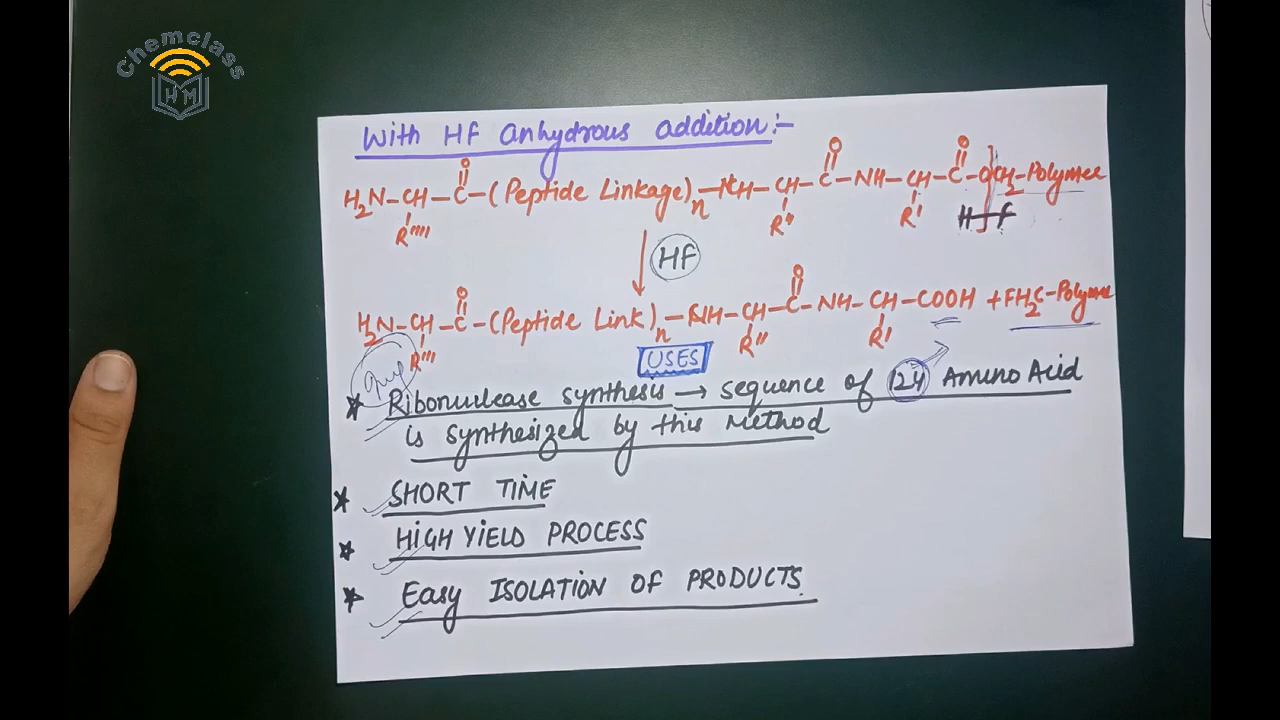 Chemclass
HM
With HF anhydrous addition:-
O O O
H₂N-CH-C-(Peptide Linkage)n-NH-CH-C-NH-CH-C-O}CH₂-Polymer
R'''' R'' R' H-F
HF
O O
H₂N-CH-C-(Peptide Link)n-NH-CH-C-NH-CH-COOH +FH₂C-Polymer
R'''' R'' R'
USES
Ribonuclease synthesis → sequence of 124 Amino Acid
is synthesized by this Method
SHORT TIME
HIGH YIELD PROCESS
Easy ISOLATION OF PRODUCTS.